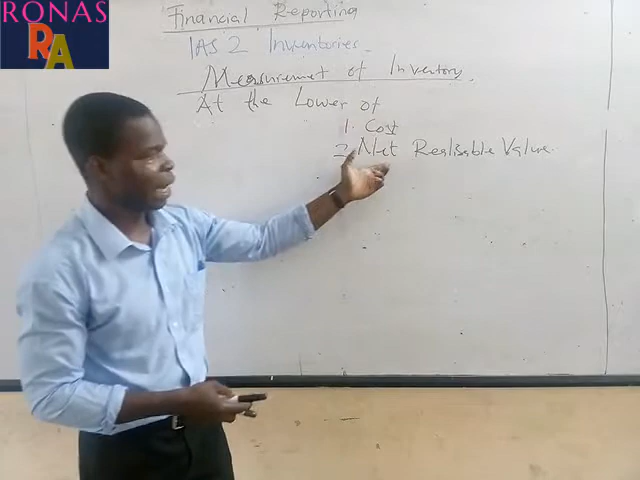 RONAS
RA
Financial Reporting
IAS 2 Inventories.
Measuremet of Inventory.
At the Lower of
1. Cost
2. Net Realisable Value.